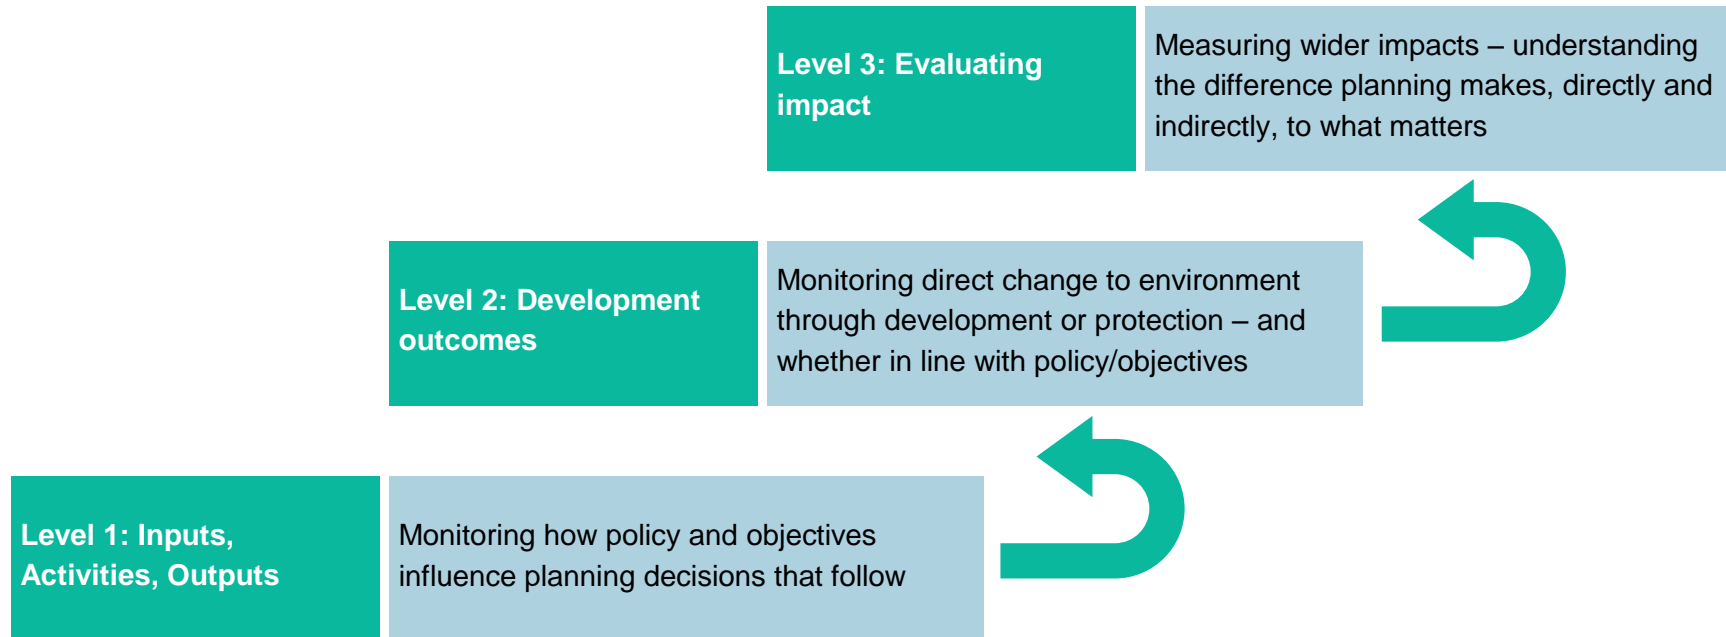 Level 3: Evaluating
impact
Measuring wider impacts – understanding
the difference planning makes, directly and
indirectly, to what matters
Level 2: Development
outcomes
Monitoring direct change to environment
through development or protection – and
whether in line with policy/objectives
Level 1: Inputs,
Activities, Outputs
Monitoring how policy and objectives
influence planning decisions that follow